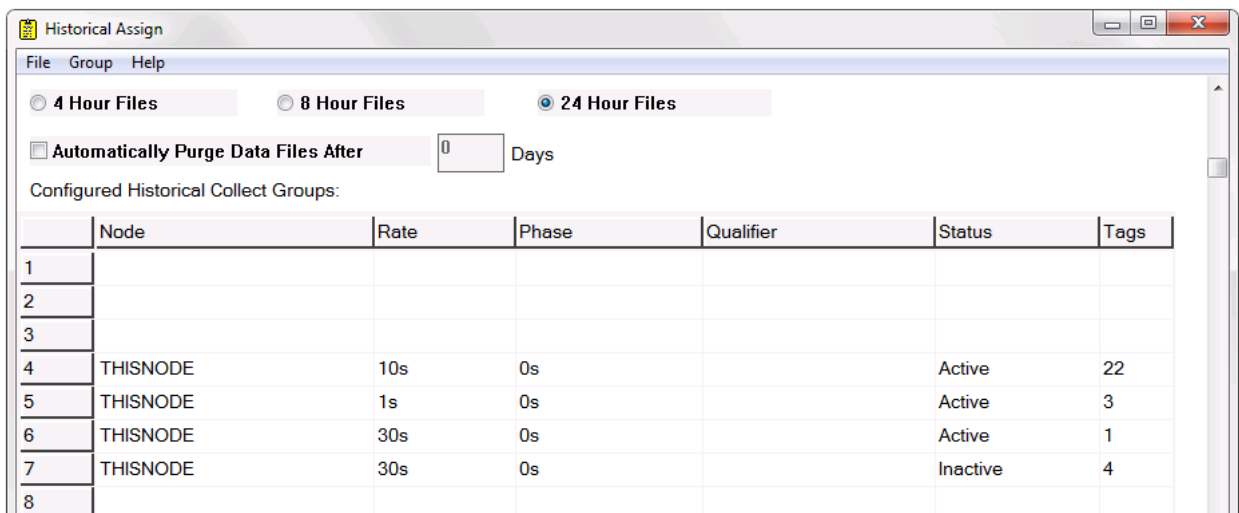 Historical Assign
File Group Help
4 Hour Files 8 Hour Files 24 Hour Files
Automatically Purge Data Files After 0 Days
Configured Historical Collect Groups:
Node Rate Phase Qualifier Status Tags
1
2
3
4 THISNODE 10s 0s Active 22
5 THISNODE 1s 0s Active 3
6 THISNODE 30s 0s Active 1
7 THISNODE 30s 0s Inactive 4
8